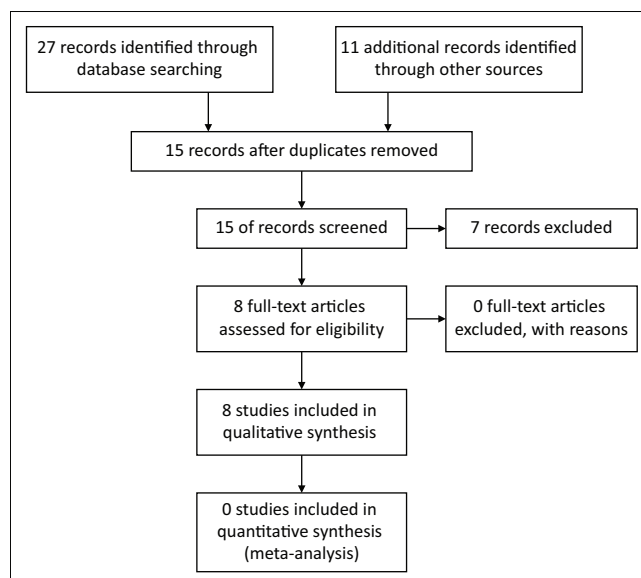 27 records identified through
database searching
11 additional records identified
through other sources
15 records after duplicates removed
15 of records screened
7 records excluded
8 full-text articles
assessed for eligibility
0 full-text articles
excluded, with reasons
8 studies included in
qualitative synthesis
0 studies included in
quantitative synthesis
(meta-analysis)